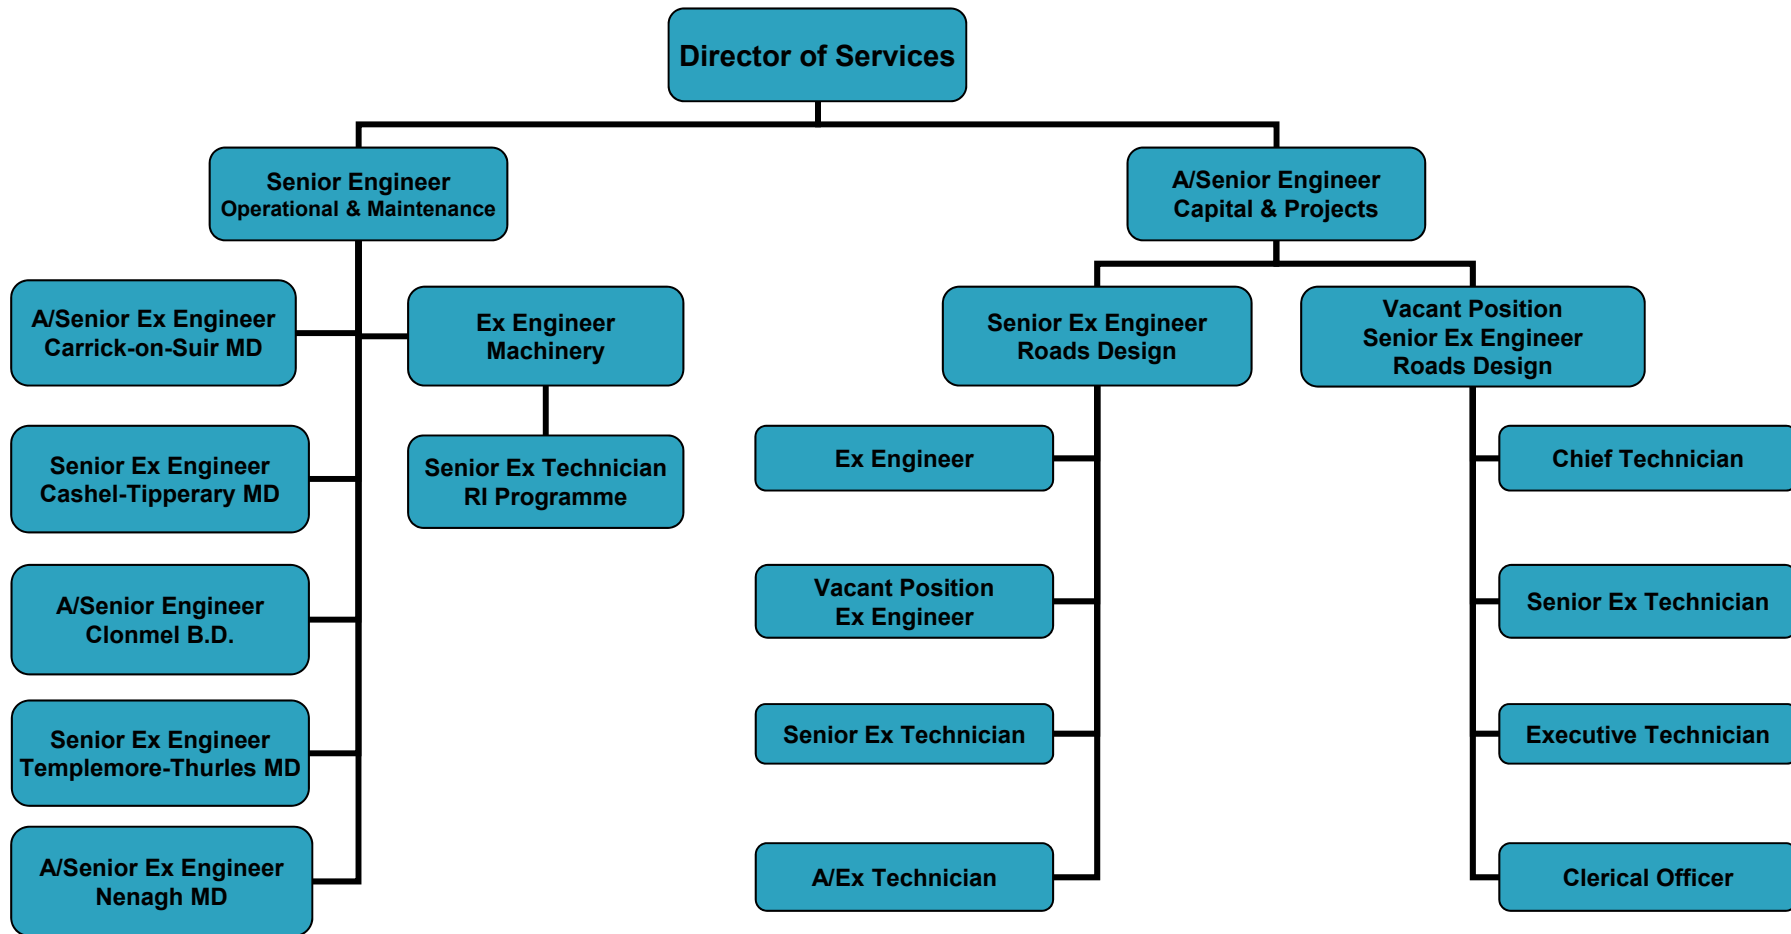 Director of Services
Senior Engineer
Operational & Maintenance
A/Senior Engineer
Capital & Projects
A/Senior Ex Engineer
Carrick-on-Suir MD
Ex Engineer
Machinery
Senior Ex Engineer
Roads Design
Vacant Position
Senior Ex Engineer
Roads Design
Senior Ex Engineer
Cashel-Tipperary MD
Senior Ex Technician
RI Programme
Ex Engineer
Chief Technician
A/Senior Engineer
Clonmel B.D.
Vacant Position
Ex Engineer
Senior Ex Technician
Senior Ex Engineer
Templemore-Thurles MD
Senior Ex Technician
Executive Technician
A/Senior Ex Engineer
Nenagh MD
A/Ex Technician
Clerical Officer